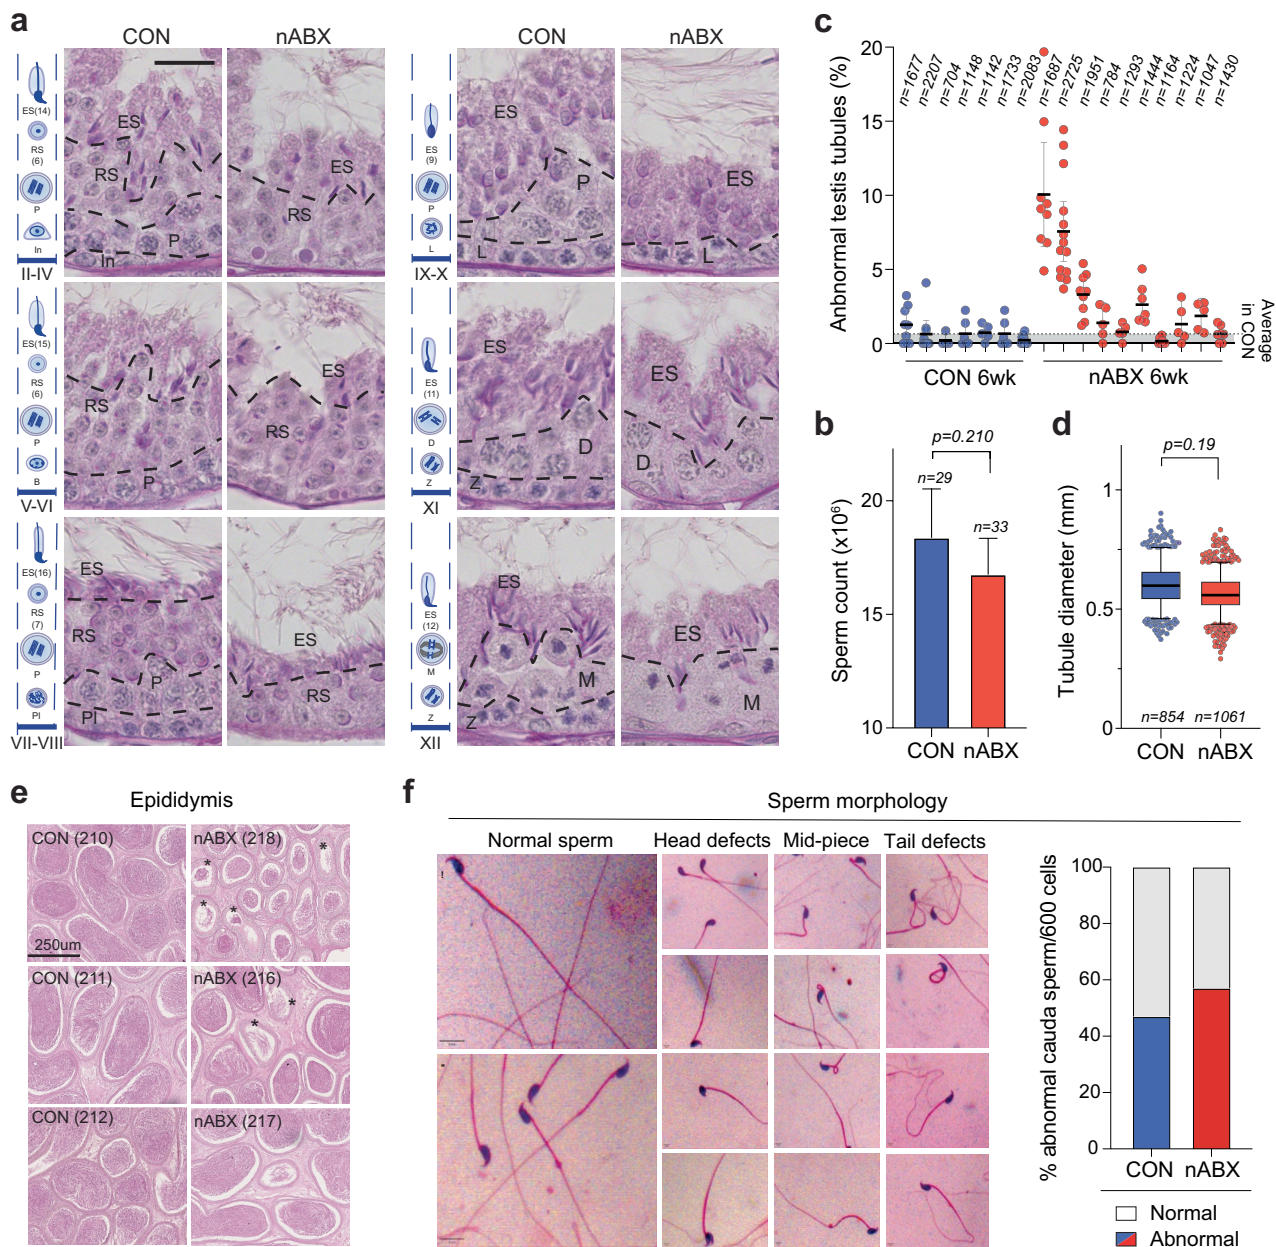 a
CON
nABX
CON
nABX
ES(14)
RS
(6)
P
In
II-IV
ES
RS
P
In
ES
RS
ES
(9)
P
L
IX-X
ES
P
L
ES
L
ES(15)
RS
(6)
P
B
V-VI
RS
P
ES
RS
ES
(11)
D
Z
XI
ES
D
Z
ES
D
ES(16)
RS
(7)
P
Pl
VII-VIII
ES
RS
P
Pl
ES
RS
ES
(12)
M
Z
XII
ES
M
Z
ES
M
c
Anbnormal testis tubules (%)
20
15
10
5
0
n=1677
n=2207
n=704
n=1148
n=1142
n=1733
n=2083
n=1687
n=2725
n=1951
n=784
n=1293
n=1444
n=1164
n=1224
n=1047
n=1430
Average
in CON
CON 6wk
nABX 6wk
b
Sperm count (x10⁶)
20
15
10
p=0.210
n=29
n=33
CON
nABX
d
Tubule diameter (mm)
1
0.5
0
p=0.19
n=854
n=1061
CON
nABX
e
Epididymis
CON (210)
nABX (218)
* * * *
250um
CON (211)
nABX (216)
* *
CON (212)
nABX (217)
f
Sperm morphology
Normal sperm
Head defects
Mid-piece
Tail defects
% abnormal cauda sperm/600 cells
100
80
60
40
20
0
CON
nABX
Normal
Abnormal